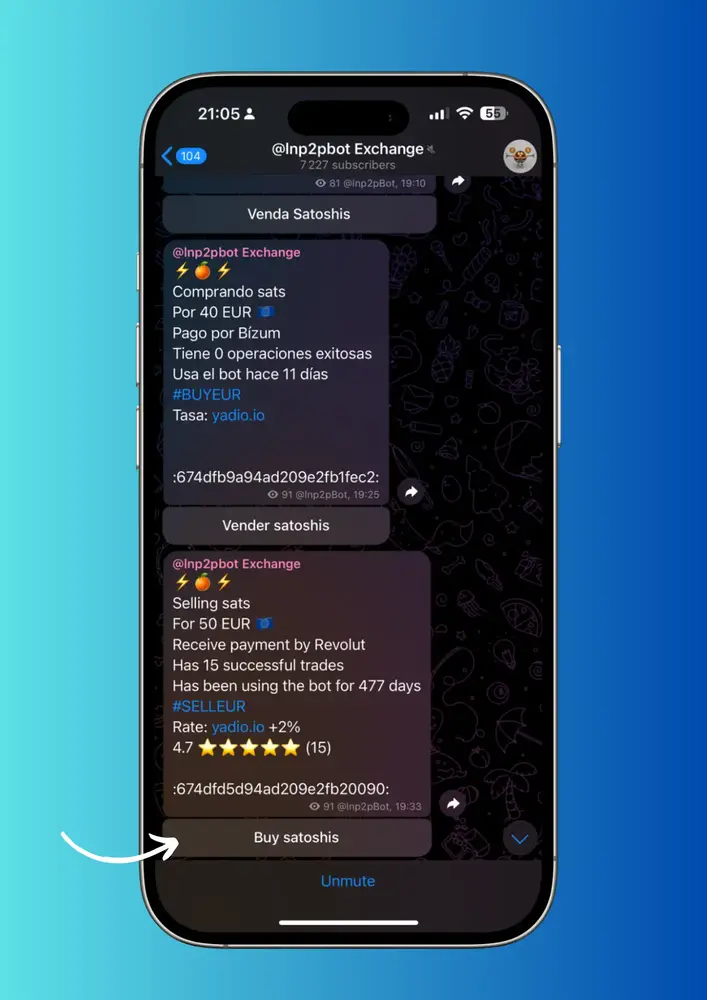 21:05
55
104
@lnp2pbot Exchange
7 227 subscribers
81 @lnp2pBot, 19:10
Venda Satoshis
@lnp2pbot Exchange
⚡🍊⚡
Comprando sats
Por 40 EUR 🇪🇺
Pago por Bízum
Tiene 0 operaciones exitosas
Usa el bot hace 11 días
#BUYEUR
Tasa: yadio.io
:674dfb9a94ad209e2fb1fec2:
91 @lnp2pBot, 19:25
Vender satoshis
@lnp2pbot Exchange
⚡🍊⚡
Selling sats
For 50 EUR 🇪🇺
Receive payment by Revolut
Has 15 successful trades
Has been using the bot for 477 days
#SELLEUR
Rate: yadio.io +2%
4.7 ⭐⭐⭐⭐⭐ (15)
:674dfd5d94ad209e2fb20090:
91 @lnp2pBot, 19:33
Buy satoshis
Unmute